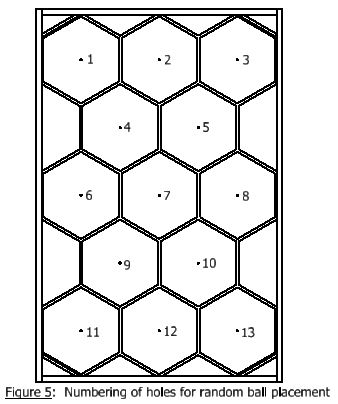 1 2 3
4 5
6 7 8
9 10
11 12 13
Figure 5: Numbering of holes for random ball placement